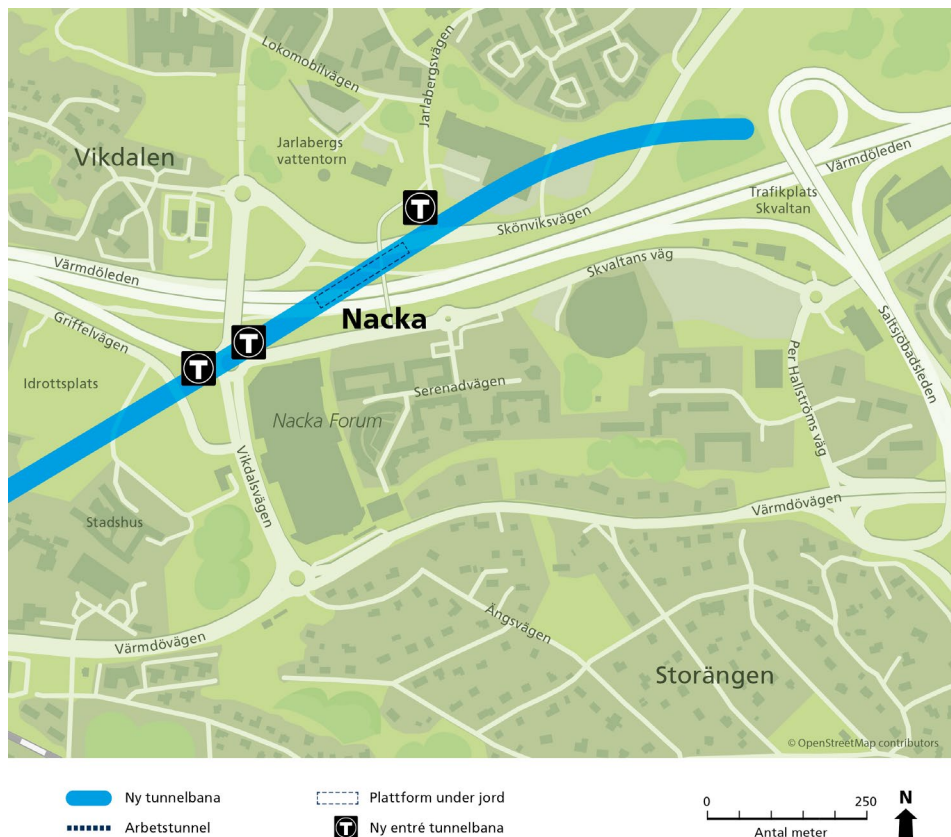 Lokomobilvägen
Jarlabergsvägen
Jarlabergs
vattentorn
Vikdalen
Värmdöleden
Trafikplats
Skvaltan
T
Skönviksvägen
Värmdöleden
Skvaltans väg
Griffelvägen
Nacka
T
T
Saltsjöbadsleden
Per Hallströms väg
Idrottsplats
Serenadvägen
Nacka Forum
Vikdalsvägen
Värmdövägen
Stadshus
Ängsvägen
Värmdövägen
Storängen
© OpenStreetMap contributors
Ny tunnelbana
Plattform under jord
0
250
N
Arbetstunnel
T
Ny entré tunnelbana
Antal meter